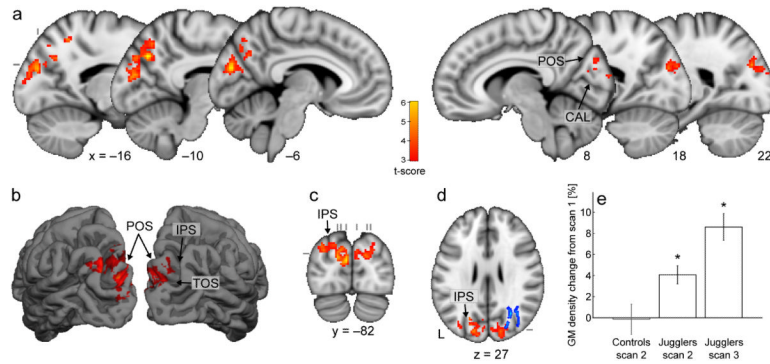 a
POS
CAL
6
5
4
3
t-score
x = –16
–10
–6
8
18
22
b
POS
IPS
TOS
c
IPS
II I I II
y = –82
d
IPS
L
z = 27
e
GM density change from scan 1 [%]
10
8
6
4
2
0
*
*
Controls scan 2
Jugglers scan 2
Jugglers scan 3